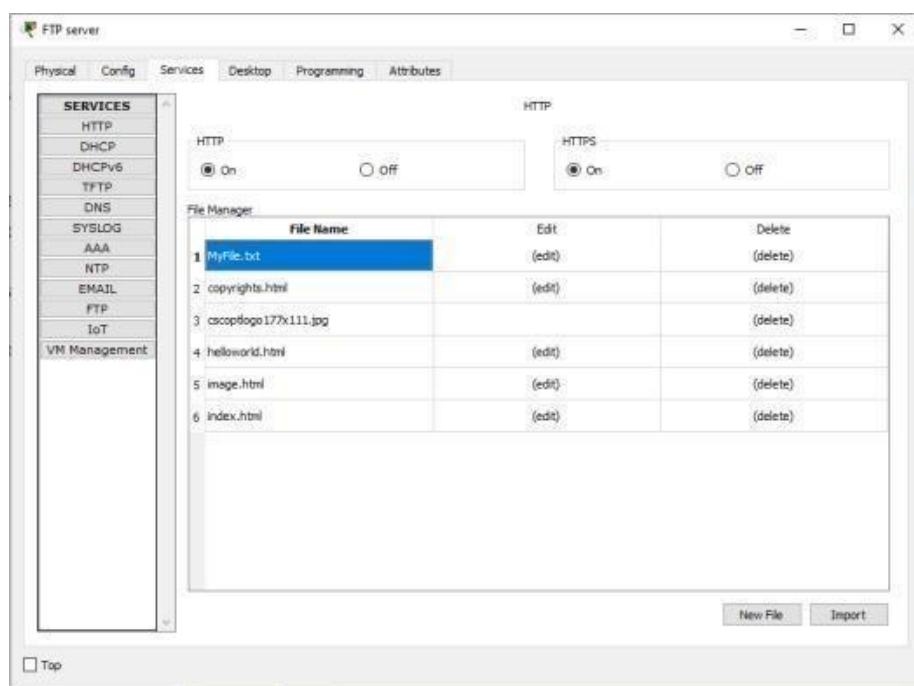 FTP server
Physical Config Services Desktop Programming Attributes
SERVICES
HTTP
DHCP
DHCPv6
TFTP
DNS
SYSLOG
AAA
NTP
EMAIL
FTP
IoT
VM Management
HTTP
HTTP
On Off
HTTPS
On Off
File Manager
File Name Edit Delete
1 MyFile.txt (edit) (delete)
2 copyrights.html (edit) (delete)
3 cscoptlogo177x111.jpg (delete)
4 helloworld.html (edit) (delete)
5 image.html (edit) (delete)
6 index.html (edit) (delete)
New File Import
Top